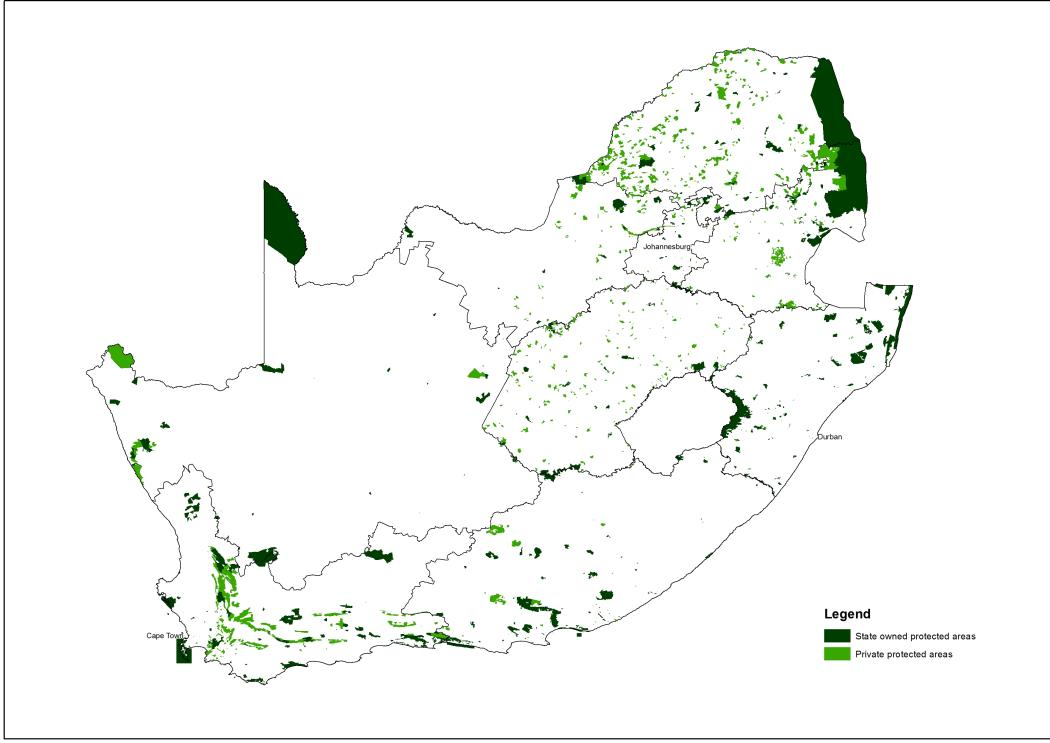 Johannesburg
Durban
Cape Town
Legend
State owned protected areas
Private protected areas